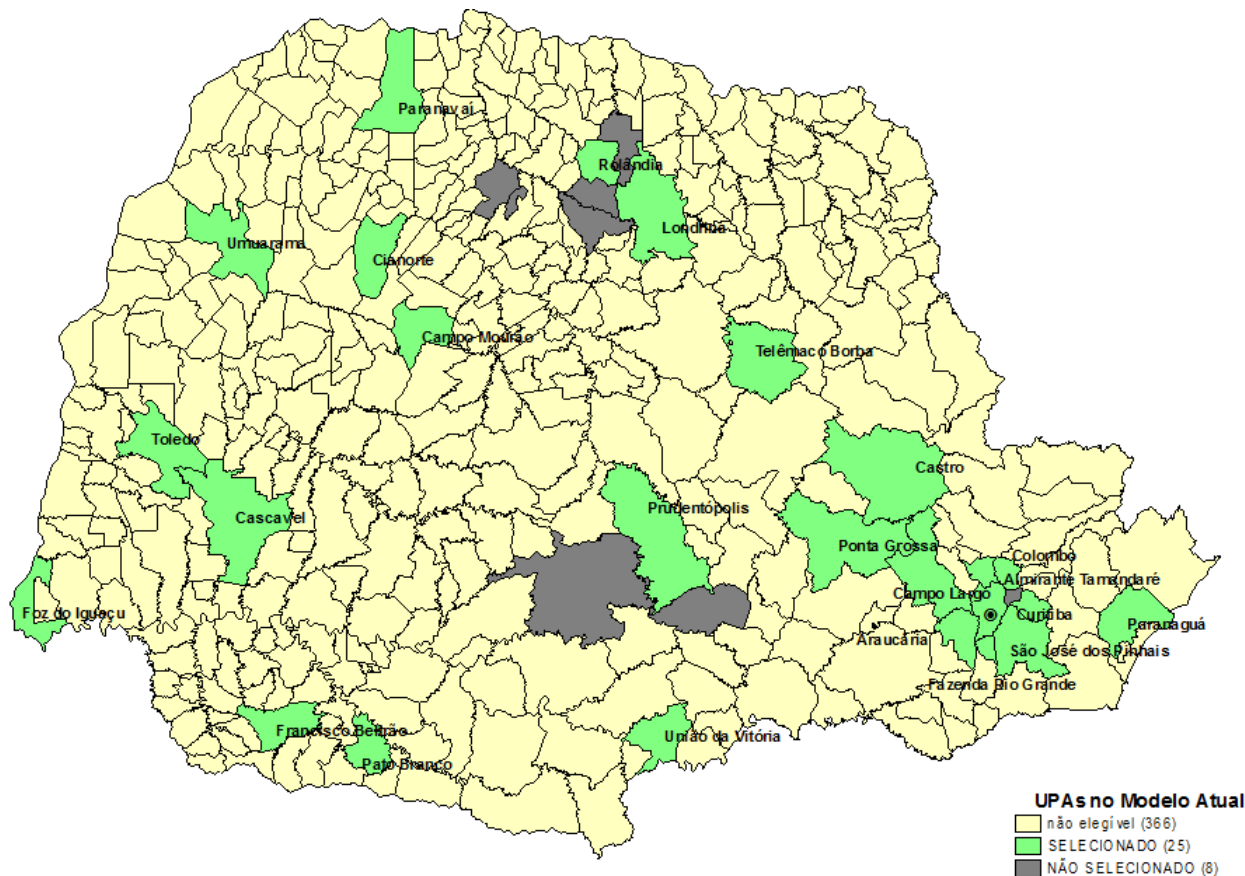 Paranavaí
Rolândia
Londrina
Umuarama
Cianorte
Campo Mourão
Telêmaco Borba
Toledo
Castro
Cascavel
Prudentópolis
Ponta Grossa
Colombo
Almirante Tamandaré
Campo Largo
Foz do Iguaçu
Curitiba
Paranaguá
Araucária
São José dos Pinhais
Fazenda Rio Grande
Francisco Beltrão
União da Vitória
Pato Branco
UPAs no Modelo Atual
não elegível (366)
SELECIONADO (25)
NÃO SELECIONADO (8)